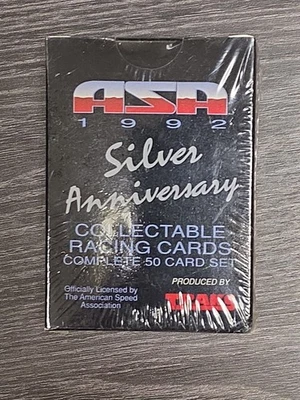 ASA
1992
Silver
Anniversary
COLLECTABLE
RACING CARDS
COMPLETE 50 CARD SET
Officially Licensed by
The American Speed
Association
PRODUCED BY